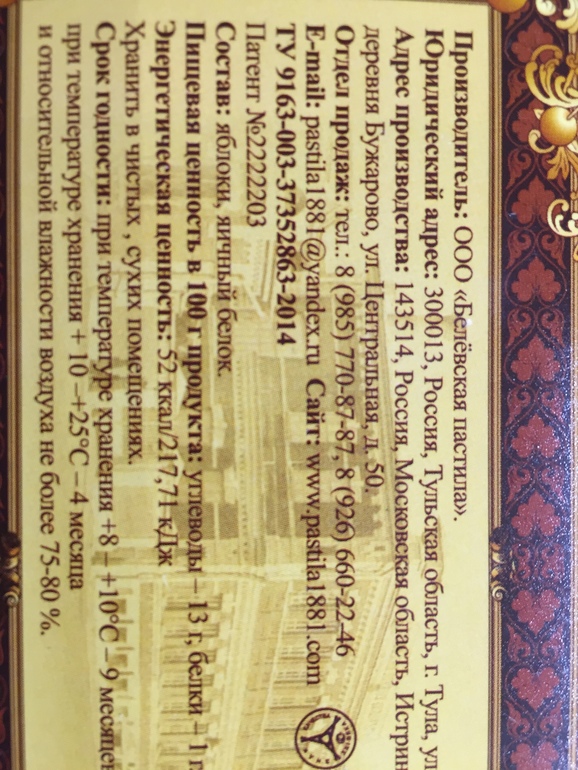 Производитель: ООО «Белёвская пастила».
Юридический адрес: 300013, Россия, Тульская область, г. Тула, ул
Адрес производства: 143514, Россия, Московская область, Истрин
деревня Бужарово, ул. Центральная, д. 50.
Отдел продаж: тел.: 8 (985) 770-87-87, 8 (926) 660-22-46
E-mail: pastila1881@yandex.ru Сайт: www.pastila1881.com
ТУ 9163-003-37352863-2014
Патент №2222203
Состав: яблоки, яичный белок.
Пищевая ценность в 100 г продукта: углеводы – 13 г, белки – 1 г.
Энергетическая ценность: 52 ккал/217,71 кДж
Хранить в чистых , сухих помещениях.
Срок годности: при температуре хранения +8 – +10°С – 9 месяцев
при температуре хранения + 10 –+25°С – 4 месяца
и относительной влажности воздуха не более 75-80 %.